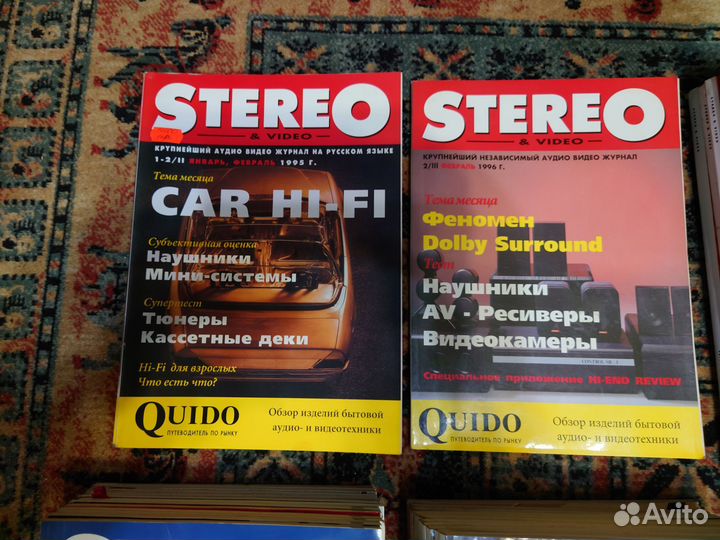 STEREO
& VIDEO
КРУПНЕЙШИЙ АУДИО ВИДЕО ЖУРНАЛ НА РУССКОМ ЯЗЫКЕ
1-2/II ЯНВАРЬ, ФЕВРАЛЬ 1995 Г.
Тема месяца
CAR HI-FI
Субъективная оценка
Наушники
Мини-системы
Супертест
Тюнеры
Кассетные деки
Hi-Fi для взрослых
Что есть что?
QUIDO
ПУТЕВОДИТЕЛЬ ПО РЫНКУ
Обзор изделий бытовой
аудио- и видеотехники
STEREO
& VIDEO
КРУПНЕЙШИЙ НЕЗАВИСИМЫЙ АУДИО ВИДЕО ЖУРНАЛ
2/III ФЕВРАЛЬ 1996 Г.
Тема месяца
Феномен
Dolby Surround
Тест
Наушники
AV - Ресиверы
Видеокамеры
Специальное приложение HI-END REVIEW
QUIDO
ПУТЕВОДИТЕЛЬ ПО РЫНКУ
Обзор изделий бытовой
аудио- и видеотехники
Avito